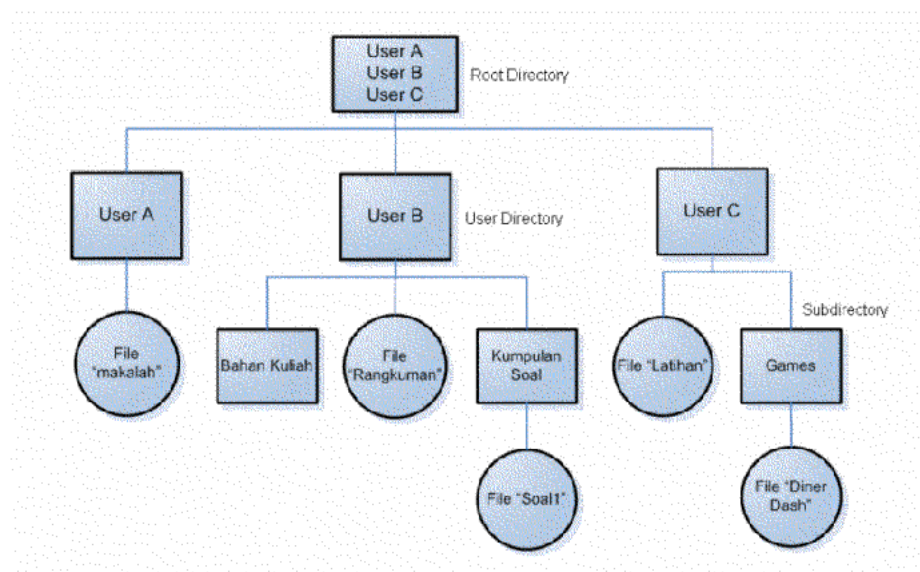 User A
User B
User C
Root Directory
User A
User B
User Directory
User C
Subdirectory
File
“makalah”
Bahan Kuliah
File
“Rangkuman”
Kumpulan
Soal
File “Latihan”
Games
File “Soal1”
File “Diner
Dash”